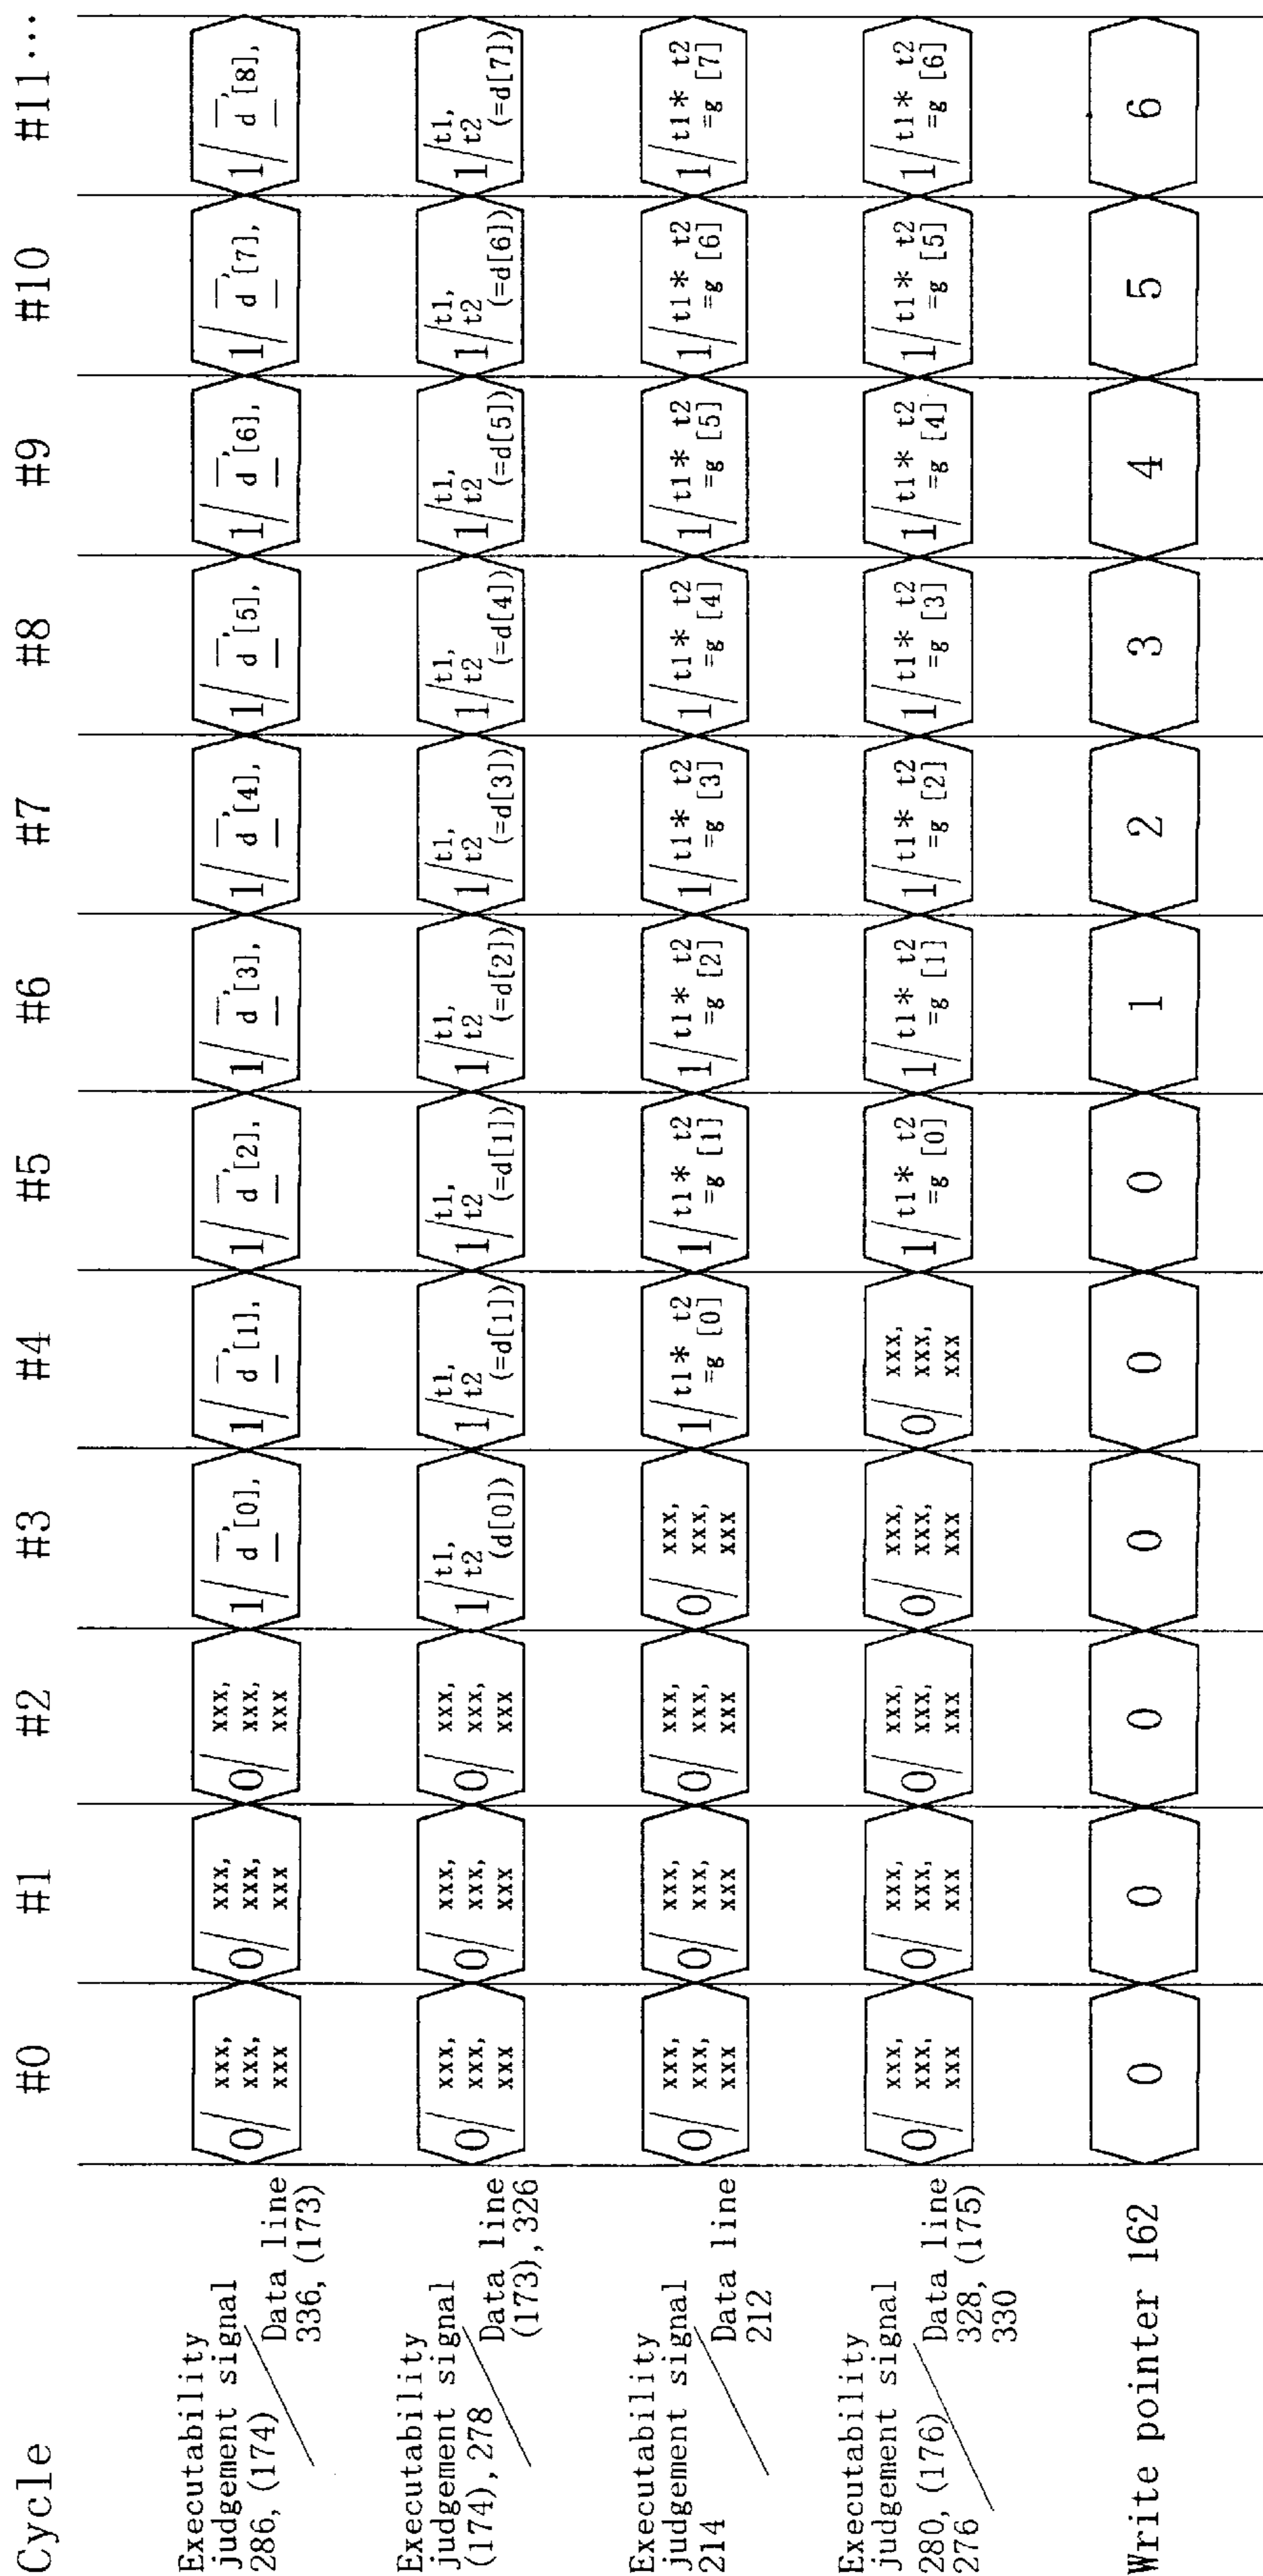 Cycle #0 #1 #2 #3 #4 #5 #6 #7 #8 #9 #10 #11 ···
Executability
judgement signal
286, (174)
Data line
336, (173)
xxx, xxx, xxx, —, —, —, —, —, —, —, —, —,
0/ xxx, 0/ xxx, 0/ xxx, 1/ d [0], 1/ d [1], 1/ d [2], 1/ d [3], 1/ d [4], 1/ d [5], 1/ d [6], 1/ d [7], 1/ d [8],
xxx xxx xxx — — — — — — — — —
Executability
judgement signal
(174), 278
Data line
(173), 326
xxx, xxx, xxx, t1, t1, t1, t1, t1, t1, t1, t1, t1,
0/ xxx, 0/ xxx, 0/ xxx, 1/ t2 1/ t2 1/ t2 1/ t2 1/ t2 1/ t2 1/ t2 1/ t2 1/ t2
xxx xxx xxx (d[0]) (=d[1]) (=d[1]) (=d[2]) (=d[3]) (=d[4]) (=d[5]) (=d[6]) (=d[7])
Executability
judgement signal
214
Data line
212
xxx, xxx, xxx, xxx, t1* t2 t1* t2 t1* t2 t1* t2 t1* t2 t1* t2 t1* t2 t1* t2
0/ xxx, 0/ xxx, 0/ xxx, 0/ xxx, 1/ =g [0] 1/ =g [1] 1/ =g [2] 1/ =g [3] 1/ =g [4] 1/ =g [5] 1/ =g [6] 1/ =g [7]
xxx xxx xxx xxx
Executability
judgement signal
280, (176)
276
Data line
328, (175)
330
xxx, xxx, xxx, xxx, xxx, t1* t2 t1* t2 t1* t2 t1* t2 t1* t2 t1* t2 t1* t2
0/ xxx, 0/ xxx, 0/ xxx, 0/ xxx, 0/ xxx, 1/ =g [0] 1/ =g [1] 1/ =g [2] 1/ =g [3] 1/ =g [4] 1/ =g [5] 1/ =g [6]
xxx xxx xxx xxx xxx
Write pointer 162 0 0 0 0 0 0 1 2 3 4 5 6